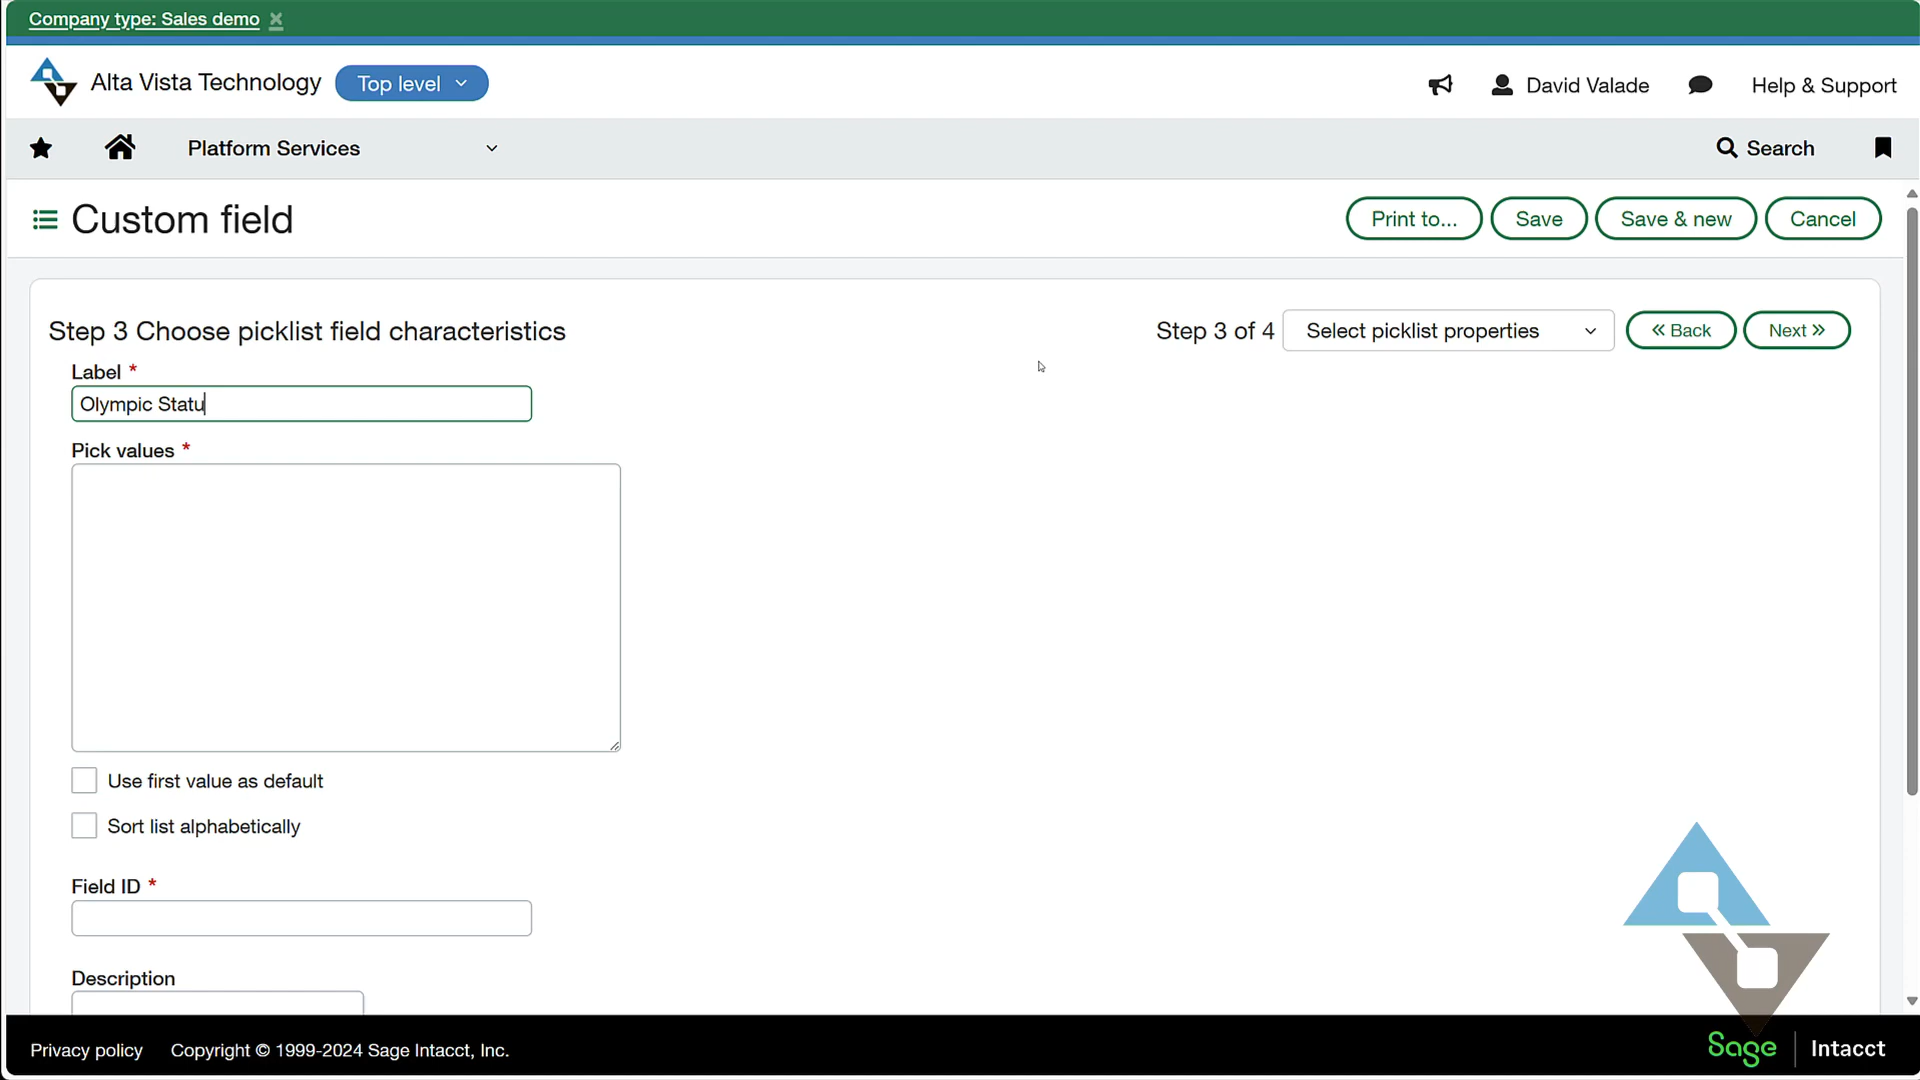 Company type: Sales demo
Alta Vista Technology
Top level
David Valade
Help & Support
Platform Services
Search
Custom field
Print to...
Save
Save & new
Cancel
Step 3 Choose picklist field characteristics
Step 3 of 4
Select picklist properties
Back
Next
Label *
Olympic Statu
Pick values *
Use first value as default
Sort list alphabetically
Field ID *
Description
Privacy policy
Copyright © 1999-2024 Sage Intacct, Inc.
Sage
Intacct